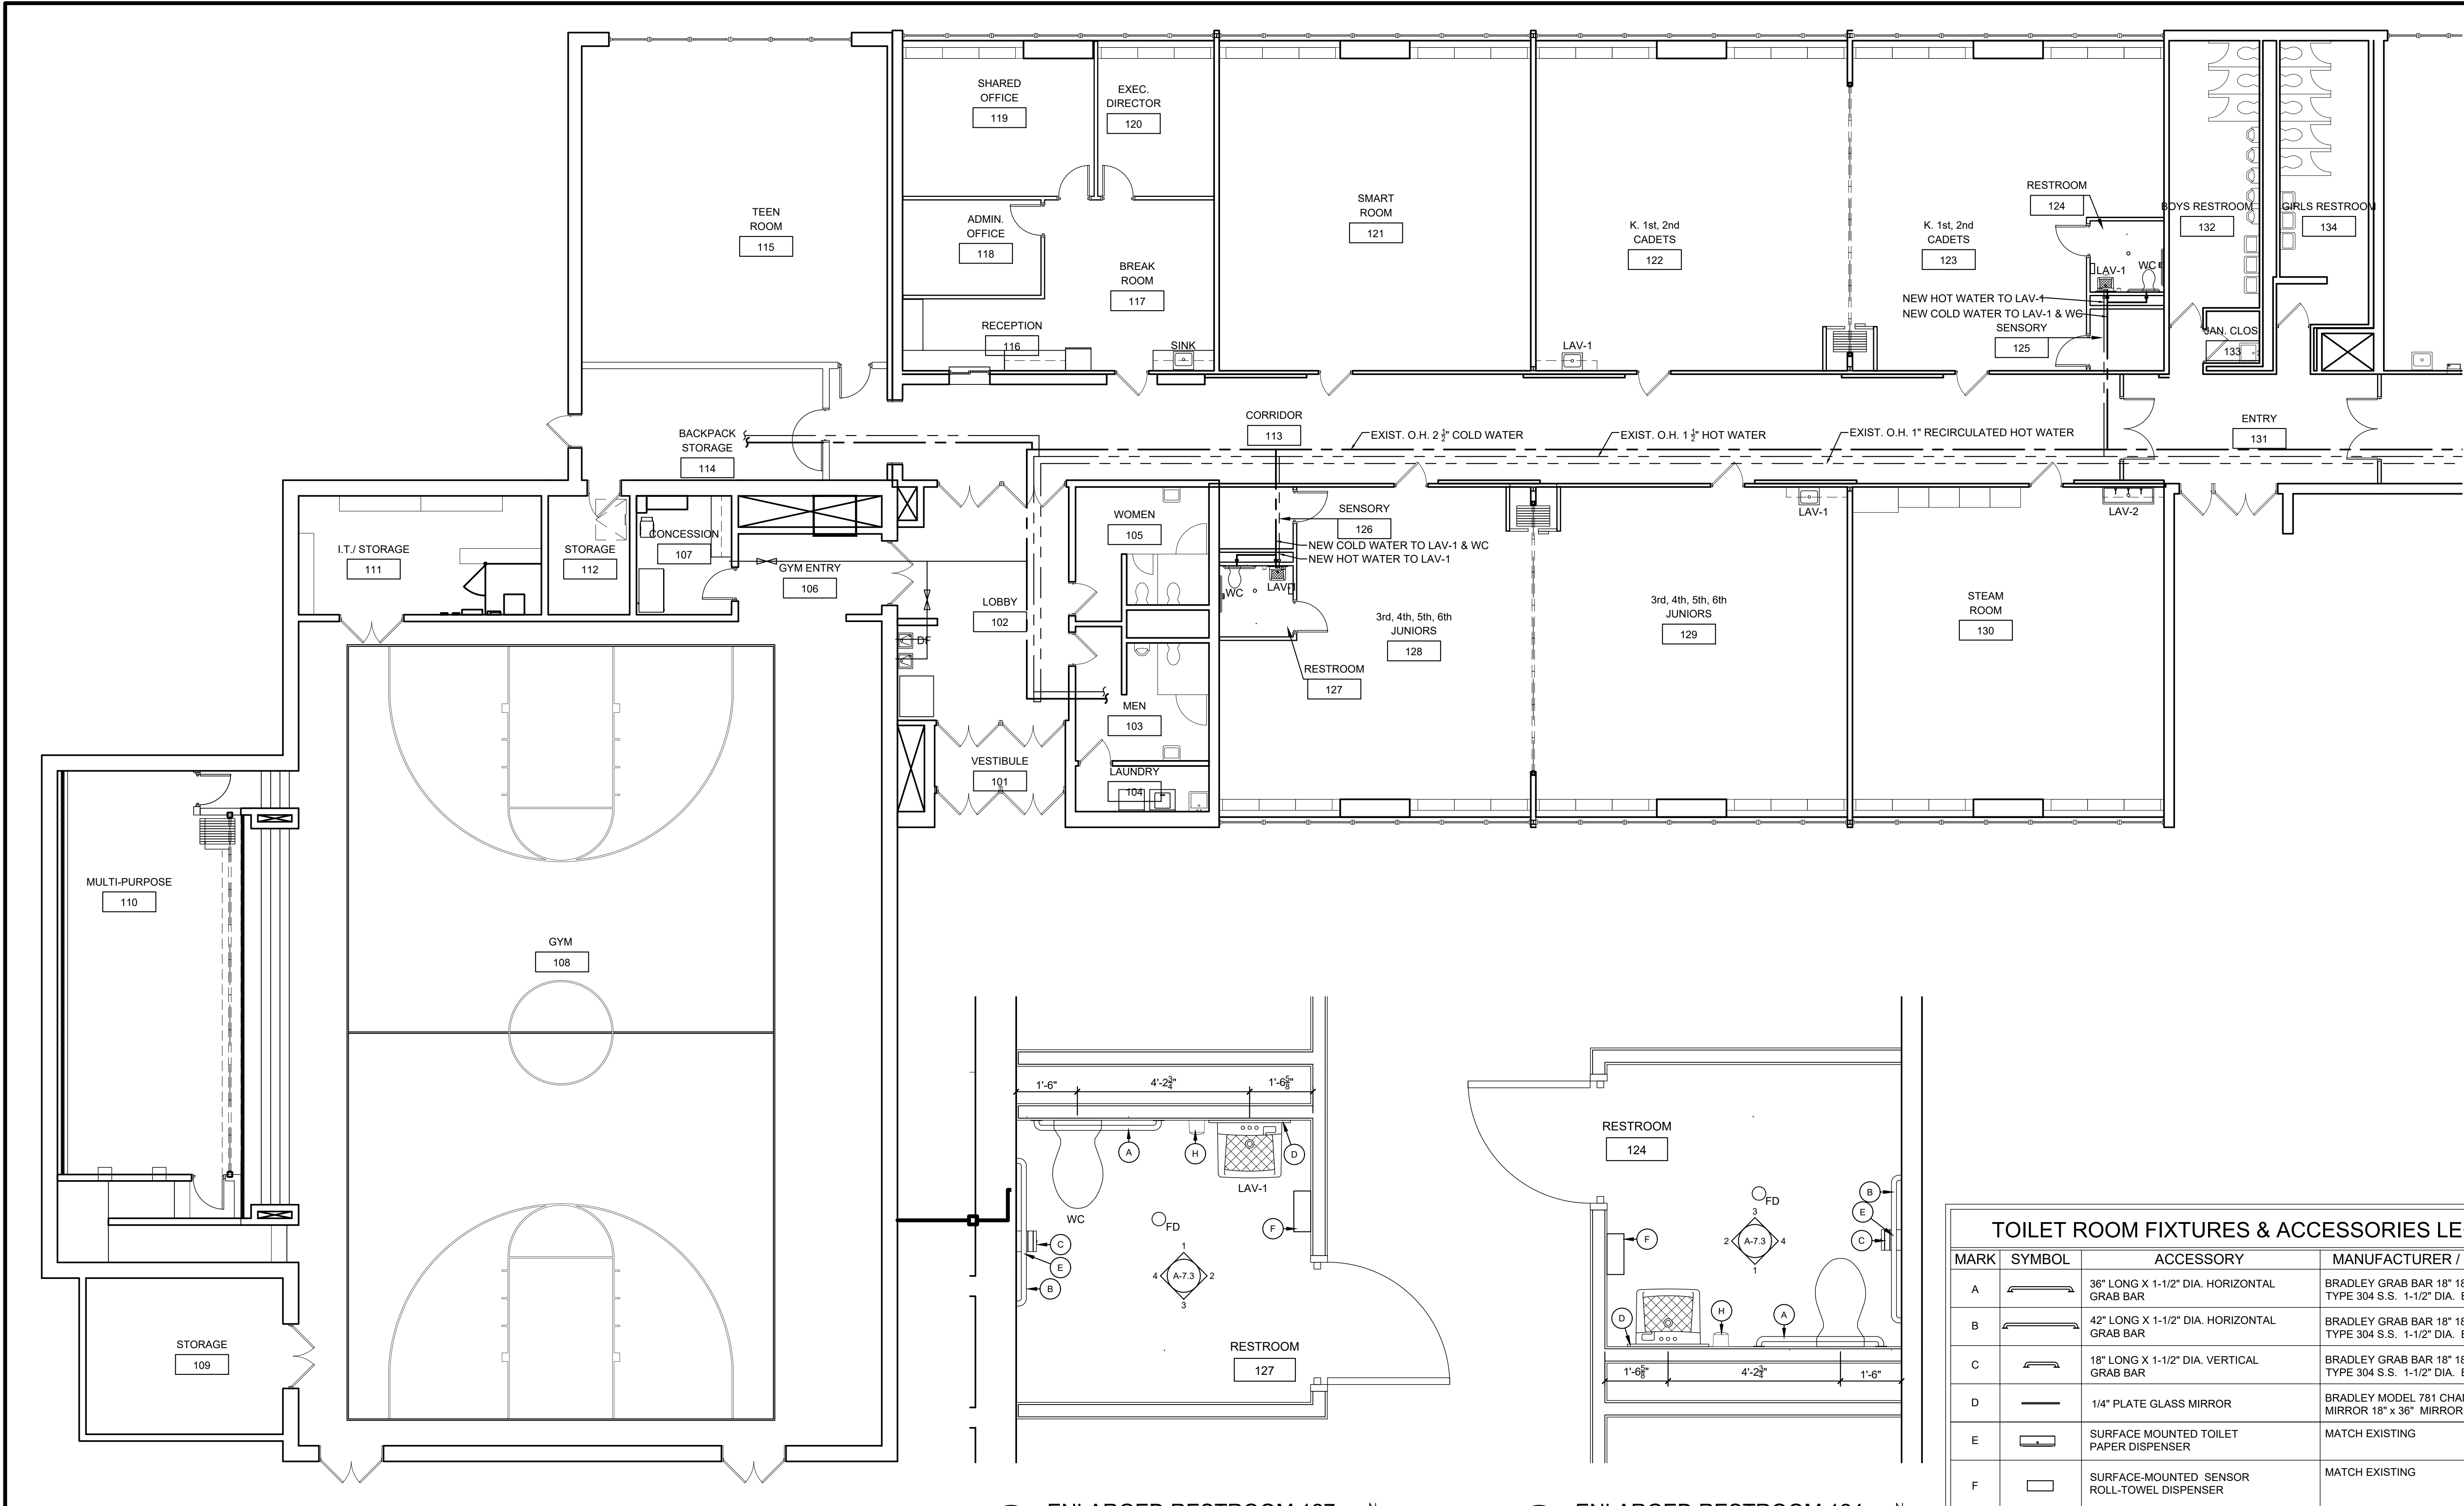 SHARED
OFFICE
119
EXEC.
DIRECTOR
120
TEEN
ROOM
115
ADMIN.
OFFICE
118
BREAK
ROOM
117
RECEPTION
116
SINK
SMART
ROOM
121
K. 1st, 2nd
CADETS
122
LAV-1
K. 1st, 2nd
CADETS
123
RESTROOM
124
LAV-1
WC
NEW HOT WATER TO LAV-1
NEW COLD WATER TO LAV-1 & WC
SENSORY
125
BOYS RESTROOM
132
GIRLS RESTROOM
134
JAN. CLOS
133
BACKPACK
STORAGE
114
CORRIDOR
113
EXIST. O.H. 2 1/2" COLD WATER
EXIST. O.H. 1 1/2" HOT WATER
EXIST. O.H. 1" RECIRCULATED HOT WATER
ENTRY
131
I.T./ STORAGE
111
STORAGE
112
CONCESSION
107
GYM ENTRY
106
LOBBY
102
DF
WOMEN
105
SENSORY
126
NEW COLD WATER TO LAV-1 & WC
NEW HOT WATER TO LAV-1
WC
LAV-1
RESTROOM
127
MEN
103
VESTIBULE
101
LAUNDRY
104
3rd, 4th, 5th, 6th
JUNIORS
128
LAV-1
3rd, 4th, 5th, 6th
JUNIORS
129
LAV-2
STEAM
ROOM
130
MULTI-PURPOSE
110
GYM
108
STORAGE
109
1'-6"
4'-2 3/4"
1'-6 5/8"
A
H
D
LAV-1
WC
FD
F
C
E
B
1
4
A-7.3
2
3
RESTROOM
127
RESTROOM
124
FD
3
2
A-7.3
4
1
B
E
C
F
D
H
A
1'-6 5/8"
4'-2 3/4"
1'-6"
TOILET ROOM FIXTURES & ACCESSORIES LE
MARK SYMBOL ACCESSORY MANUFACTURER /
A 36" LONG X 1-1/2" DIA. HORIZONTAL
GRAB BAR
BRADLEY GRAB BAR 18" 18
TYPE 304 S.S. 1-1/2" DIA.
B 42" LONG X 1-1/2" DIA. HORIZONTAL
GRAB BAR
BRADLEY GRAB BAR 18" 18
TYPE 304 S.S. 1-1/2" DIA.
C 18" LONG X 1-1/2" DIA. VERTICAL
GRAB BAR
BRADLEY GRAB BAR 18" 18
TYPE 304 S.S. 1-1/2" DIA.
D 1/4" PLATE GLASS MIRROR
BRADLEY MODEL 781
MIRROR 18" x 36" MIRROR
E SURFACE MOUNTED TOILET
PAPER DISPENSER
MATCH EXISTING
F SURFACE-MOUNTED SENSOR
ROLL-TOWEL DISPENSER
MATCH EXISTING